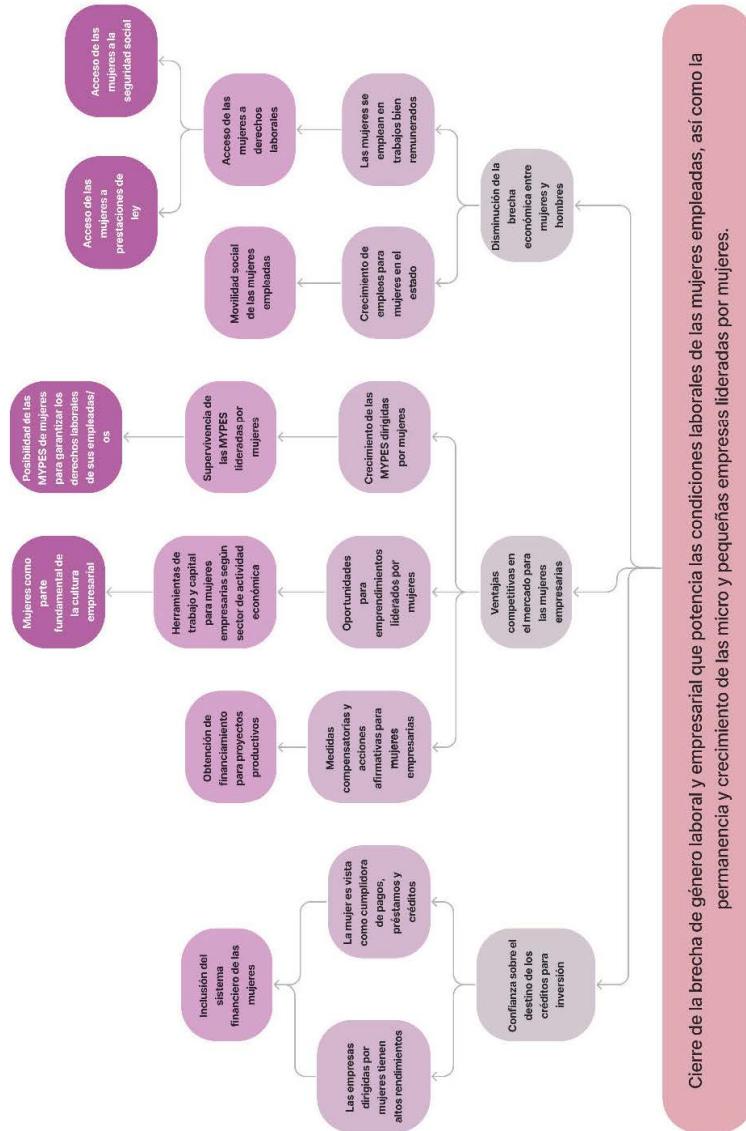 Acceso de las
mujeres a
prestaciones de
ley
Acceso de las
mujeres a la
seguridad social
Mujeres como
parte
fundamental de
la cultura
empresarial
Posibilidad de las
MYPES de mujeres
para garantizar los
derechos laborales
de sus empleadas/
os
Inclusión del
sistema
financiero de las
mujeres
Obtención de
financiamiento
para proyectos
productivos
Herramientas de
trabajo y capital
para mujeres
empresarias según
sector de actividad
económica
Supervivencia de
las MYPES
lideradas por
mujeres
Movilidad social
de las mujeres
empleadas
Acceso de las
mujeres a
derechos
laborales
Las empresas
dirigidas por
mujeres tienen
altos rendimientos
La mujer es vista
como cumplidora
de pagos,
préstamos y
créditos
Medidas
compensatorias y
acciones
afirmativas para
mujeres
empresarias
Oportunidades
para
emprendimientos
liderados por
mujeres
Crecimiento de las
MYPES dirigidas
por mujeres
Crecimiento de
empleos para
mujeres en el
estado
Las mujeres se
emplean en
trabajos bien
remunerados
Confianza sobre el
destino de los
créditos para
inversión
Ventajas
competitivas en
el mercado para
las mujeres
empresarias
Disminución de la
brecha
económica entre
mujeres y
hombres
Cierre de la brecha de género laboral y empresarial que potencia las condiciones laborales de las mujeres empleadas, así como la
permanencia y crecimiento de las micro y pequeñas empresas lideradas por mujeres.